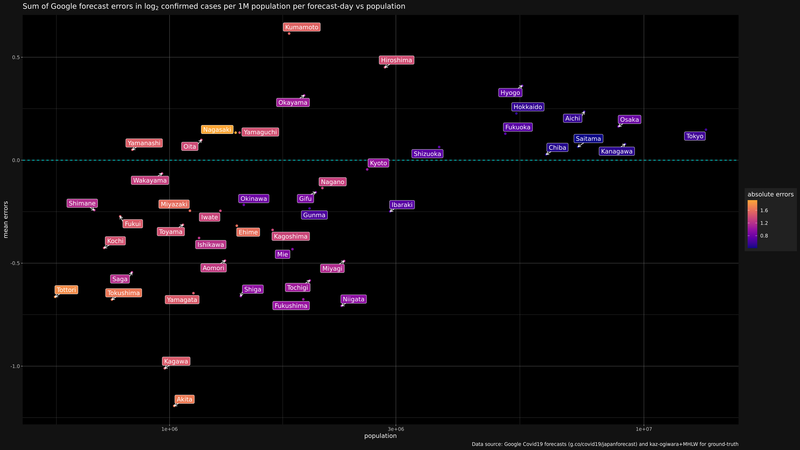 Sum of Google forecast errors in log₂ confirmed cases per 1M population per forecast-day vs population
Kumamoto
0.5
Hiroshima
Hyogo
Okayama
Hokkaido
Aichi
Osaka
Nagasaki
Yamaguchi
Fukuoka
Tokyo
Yamanashi
Oita
Saitama
Chiba
Kanagawa
Shizuoka
0.0
Kyoto
absolute errors
Wakayama
Nagano
1.6
1.2
0.8
Shimane
Miyazaki
Okinawa
Gifu
Ibaraki
mean errors
Iwate
Gunma
Fukui
Toyama
Ehime
Kagoshima
Kochi
Ishikawa
Mie
-0.5
Aomori
Miyagi
Saga
Tottori
Tokushima
Shiga
Tochigi
Yamagata
Fukushima
Niigata
Kagawa
-1.0
Akita
1e+06
3e+06
1e+07
population
Data source: Google Covid19 forecasts (g.co/covid19/japanforecast) and kaz-ogiwara+MHLW for ground-truth